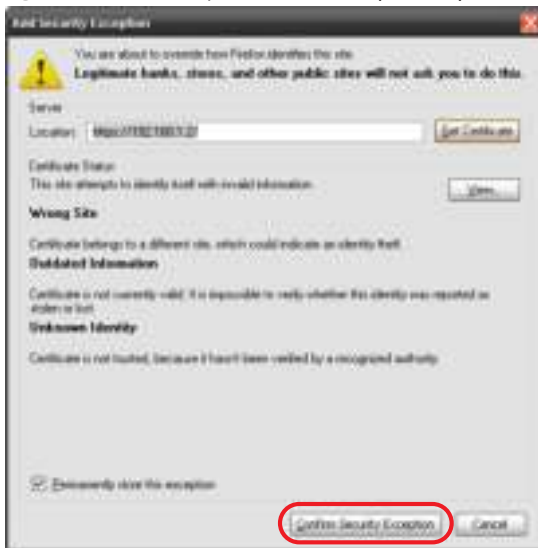 Add Security Exception
You are about to override how Firefox identifies this site.
Legitimate banks, stores, and other public sites will not ask you to do this.
Server
Location: https://192.168.1.2/
Get Certificate
Certificate Status
This site attempts to identify itself with invalid information.
View...
Wrong Site
Certificate belongs to a different site, which could indicate an identity theft.
Outdated Information
Certificate is not currently valid. It is impossible to verify whether this identity was reported as
stolen or lost.
Unknown Identity
Certificate is not trusted, because it hasn't been verified by a recognized authority.
Permanently store this exception
Confirm Security Exception
Cancel